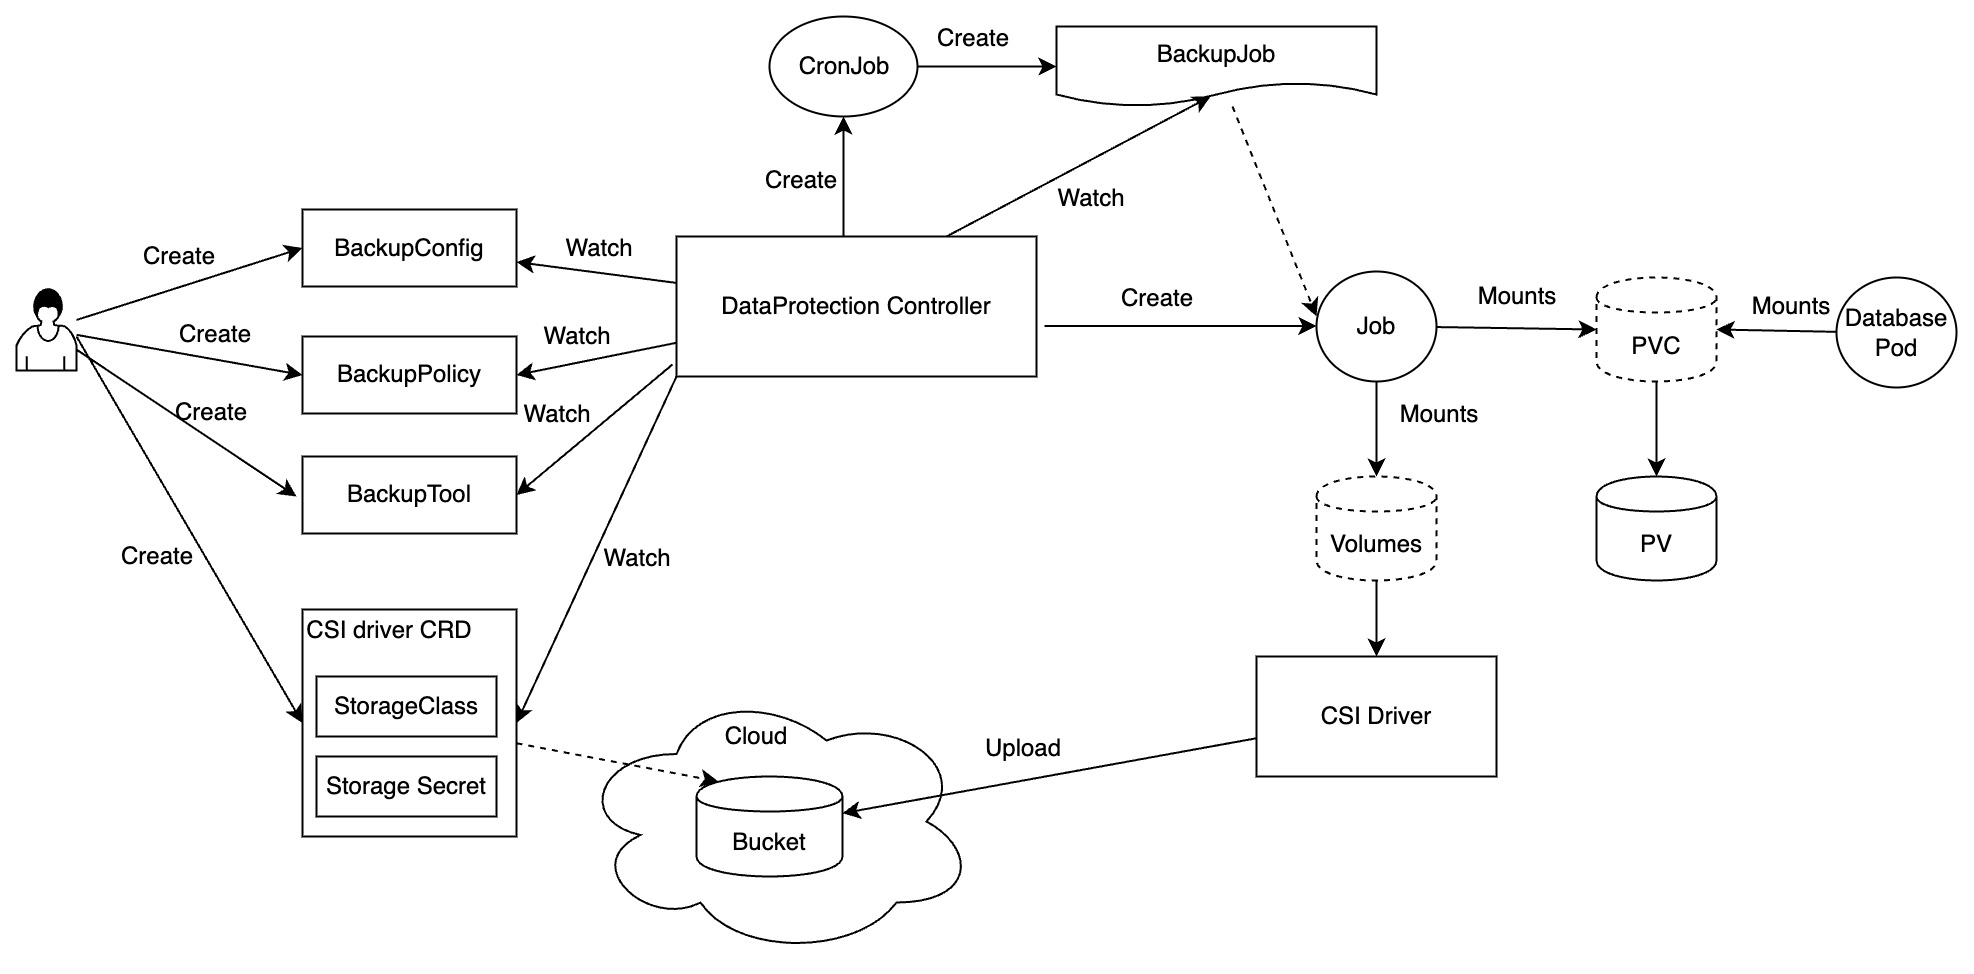 CronJob
Create
BackupJob
Create
Watch
Create
BackupConfig
Watch
DataProtection Controller
Create
Job
Mounts
PVC
Mounts
Database
Pod
Create
BackupPolicy
Watch
Create
BackupTool
Watch
Mounts
Volumes
PV
Create
Watch
CSI driver CRD
StorageClass
Storage Secret
Cloud
Bucket
Upload
CSI Driver